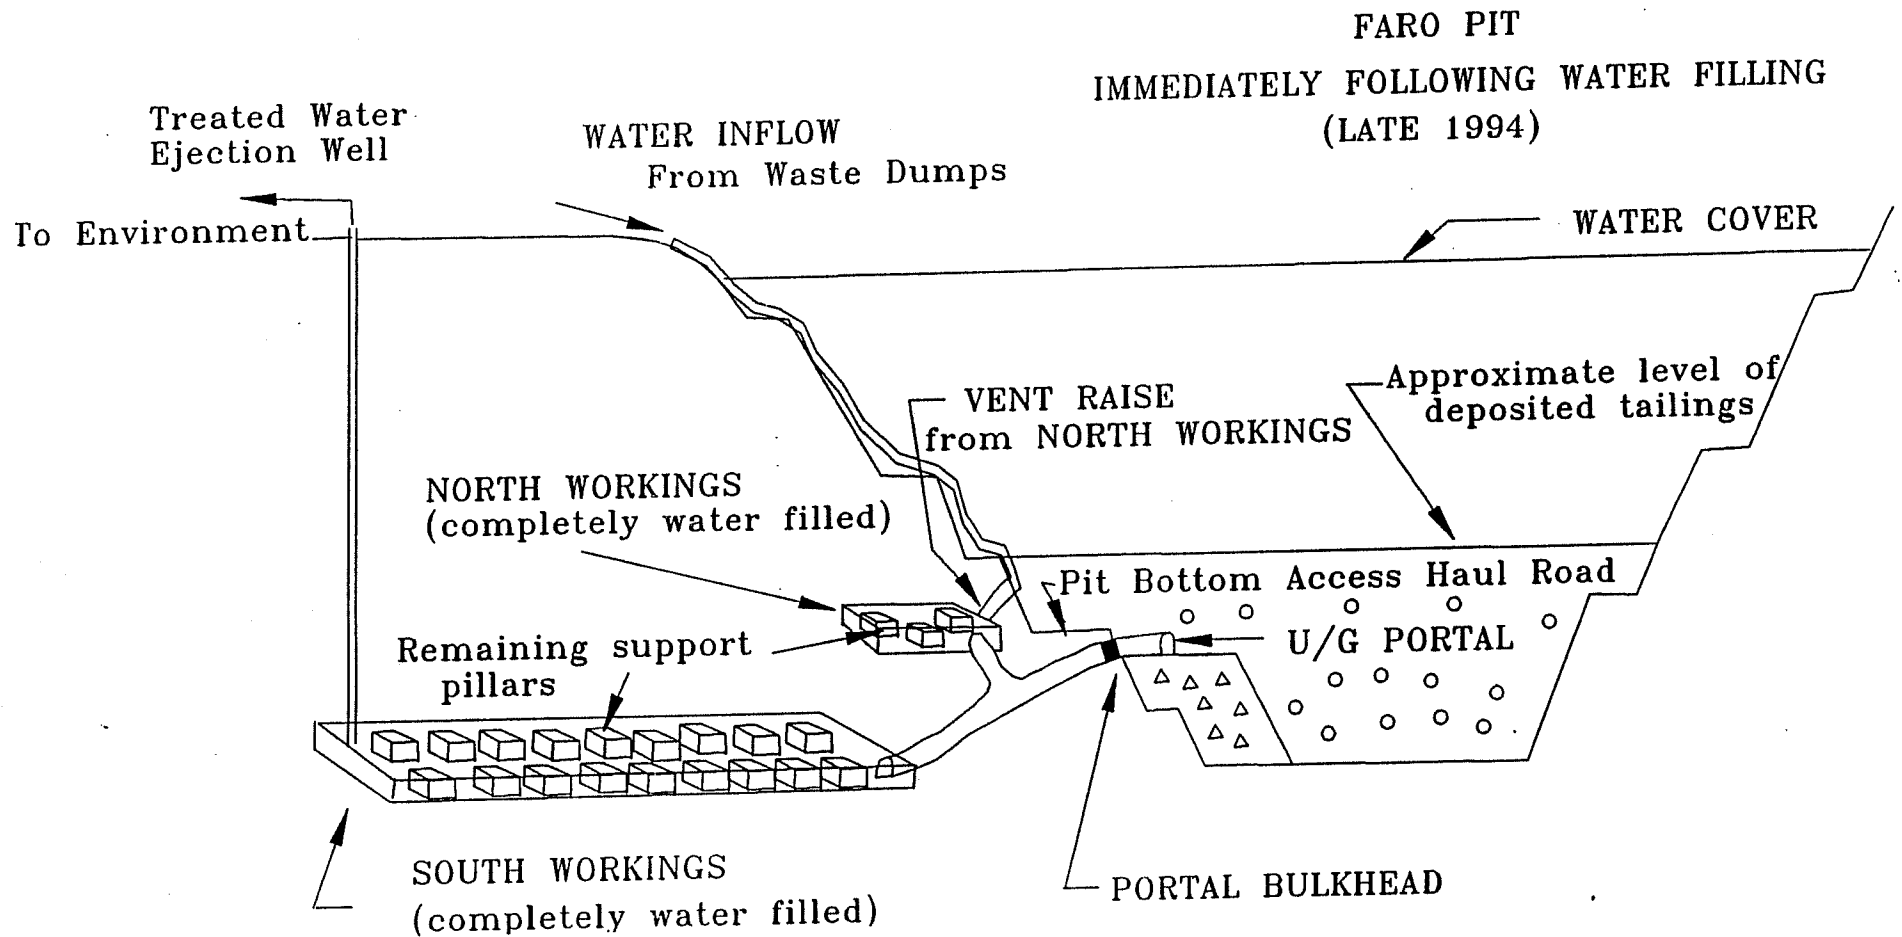 FARO PIT
IMMEDIATELY FOLLOWING WATER FILLING
(LATE 1994)
Treated Water
Ejection Well
WATER INFLOW
From Waste Dumps
To Environment
WATER COVER
Approximate level of
deposited tailings
VENT RAISE
from NORTH WORKINGS
NORTH WORKINGS
(completely water filled)
Pit Bottom Access Haul Road
U/G PORTAL
Remaining support
pillars
PORTAL BULKHEAD
SOUTH WORKINGS
(completely water filled)